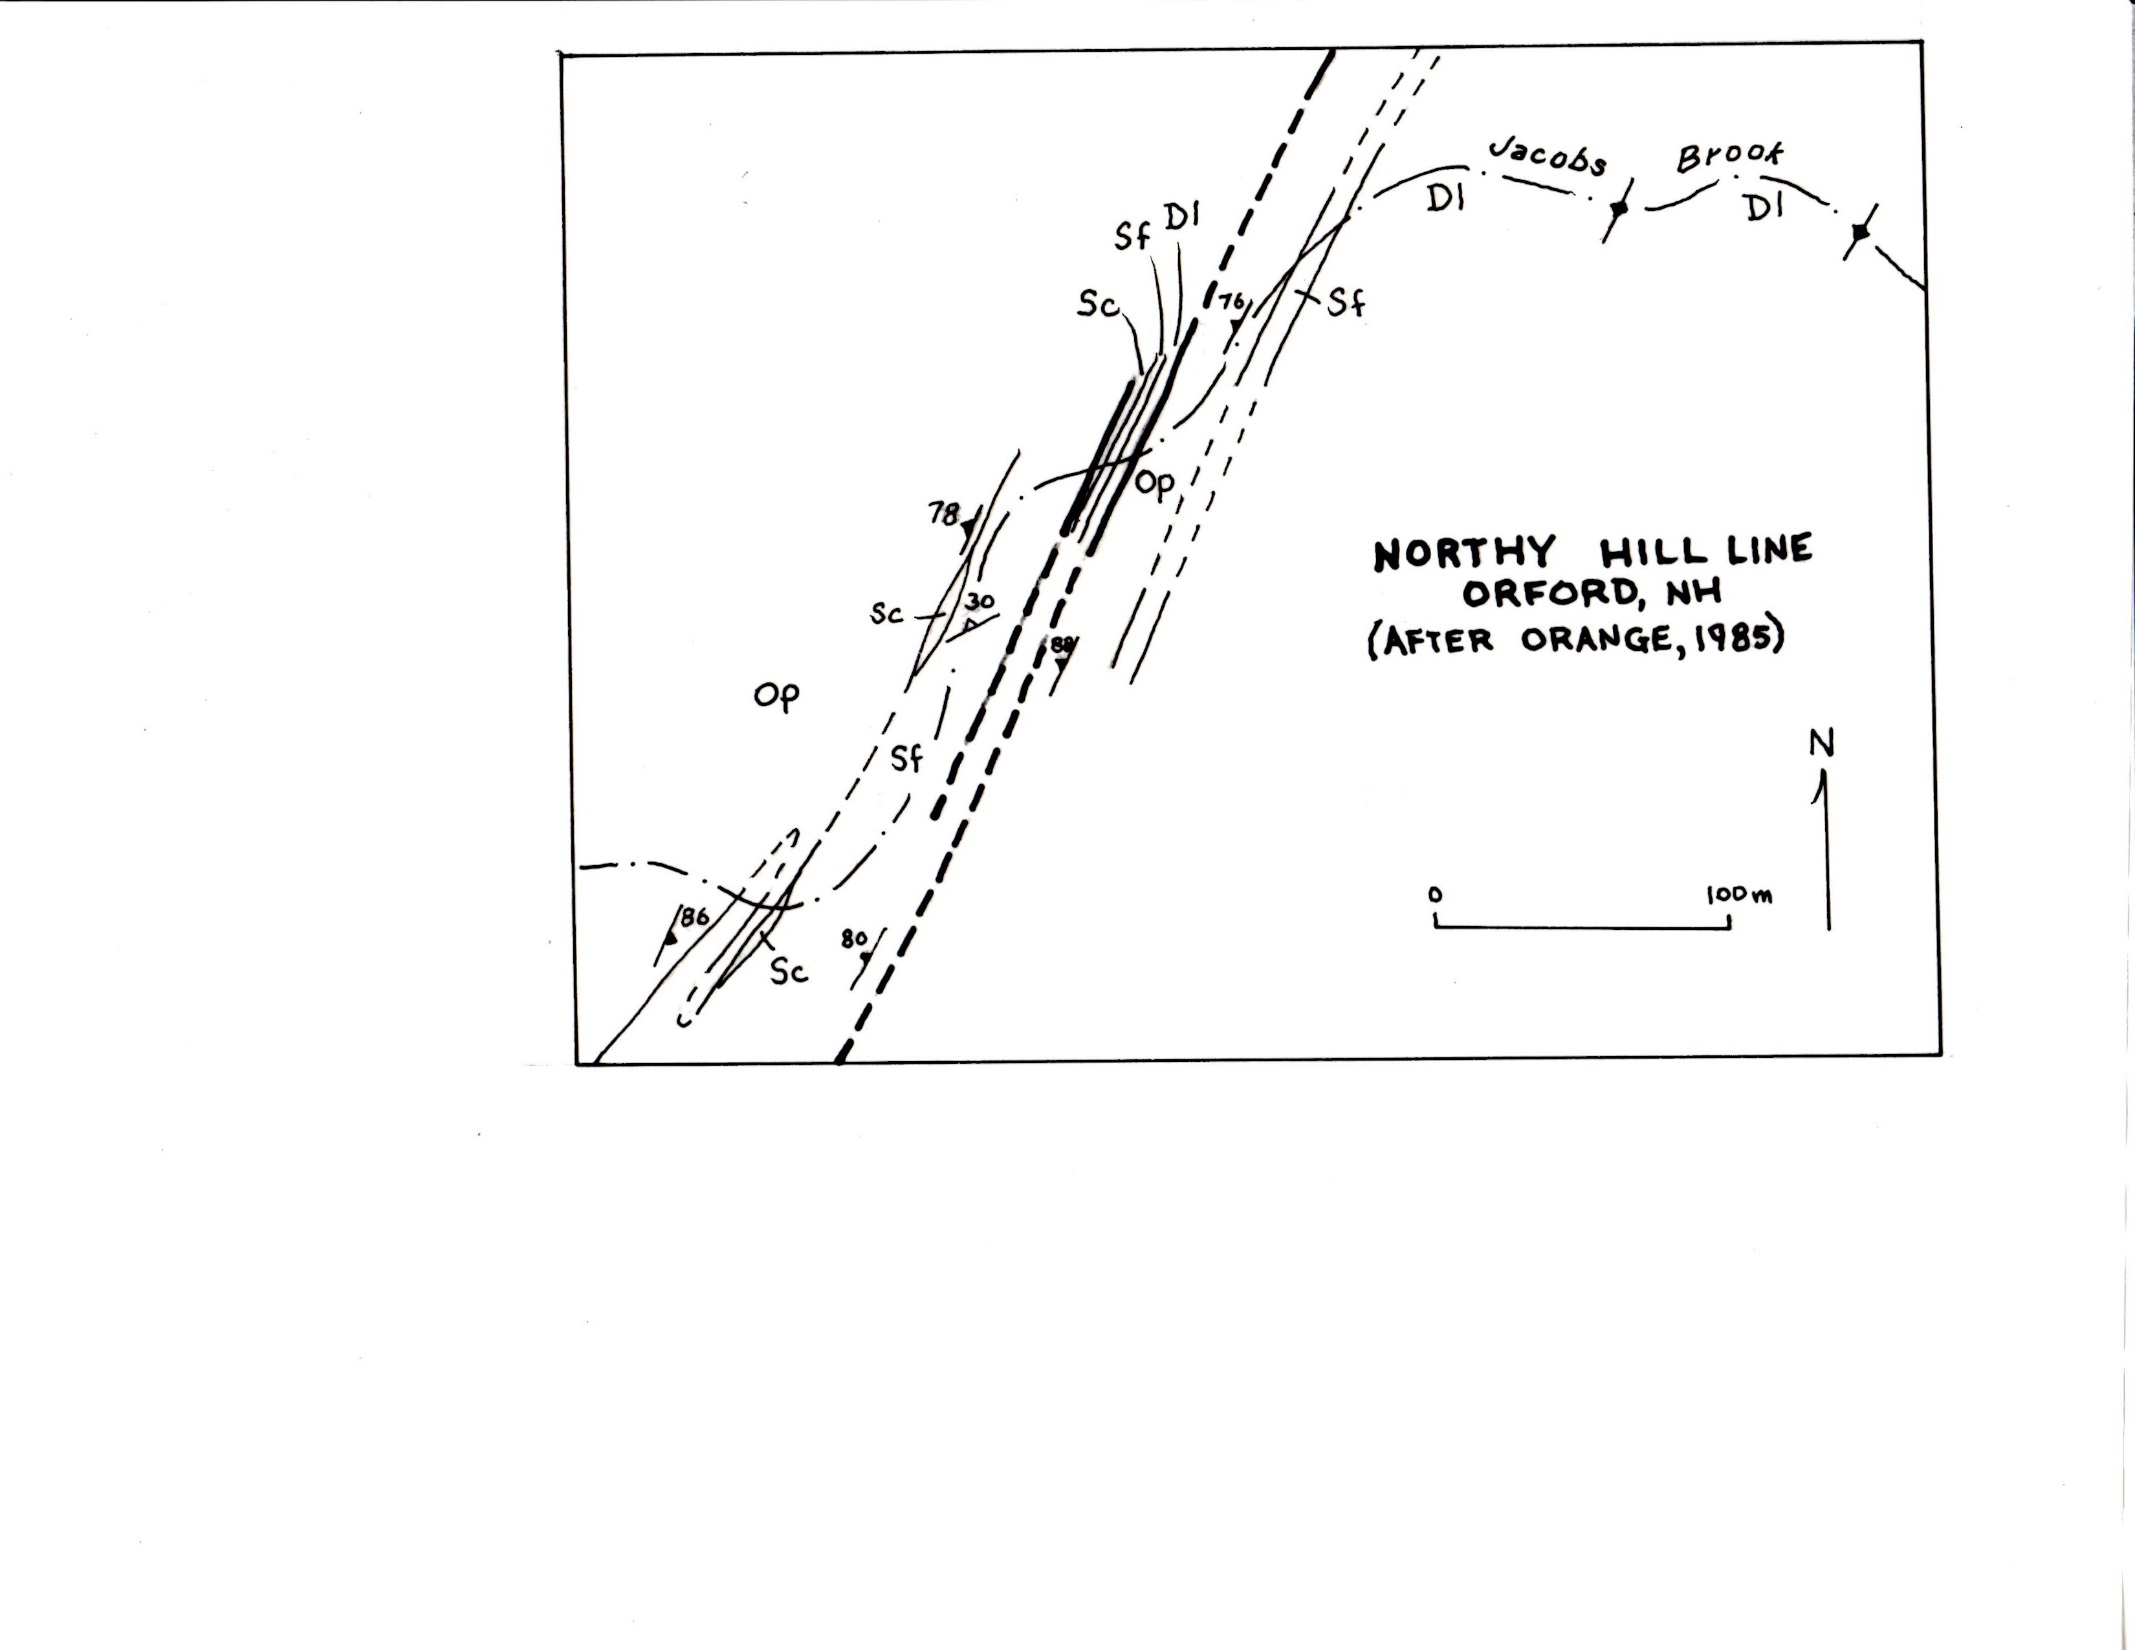 Jacobs Brook
Dl
Dl
Sf Dl
Sc
76
Sf
78
Op
NORTHY HILL LINE
ORFORD, NH
(AFTER ORANGE, 1985)
Sc
30
88
Op
Sf
N
0 100m
86
80
Sc